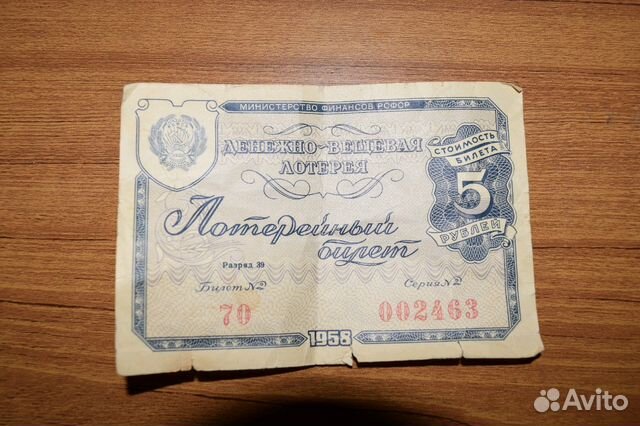 МИНИСТЕРСТВО ФИНАНСОВ РСФСР
ДЕНЕЖНО-ВЕЩЕВАЯ
ЛОТЕРЕЯ
СТОИМОСТЬ
БИЛЕТА
5
РУБЛЕЙ
Лотерейный
билет
Разряд 39
Билет №
Серия №
70
002463
1958
Avito